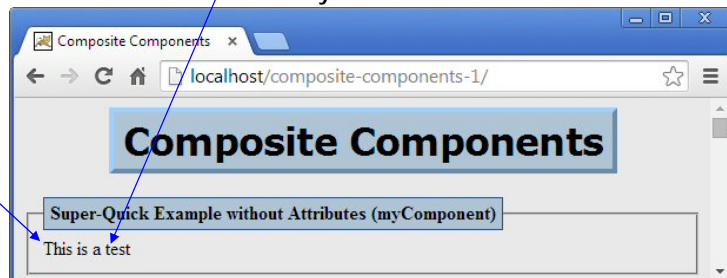 Composite Components
localhost/composite-components-1/
Composite Components
Super-Quick Example without Attributes (myComponent)
This is a test